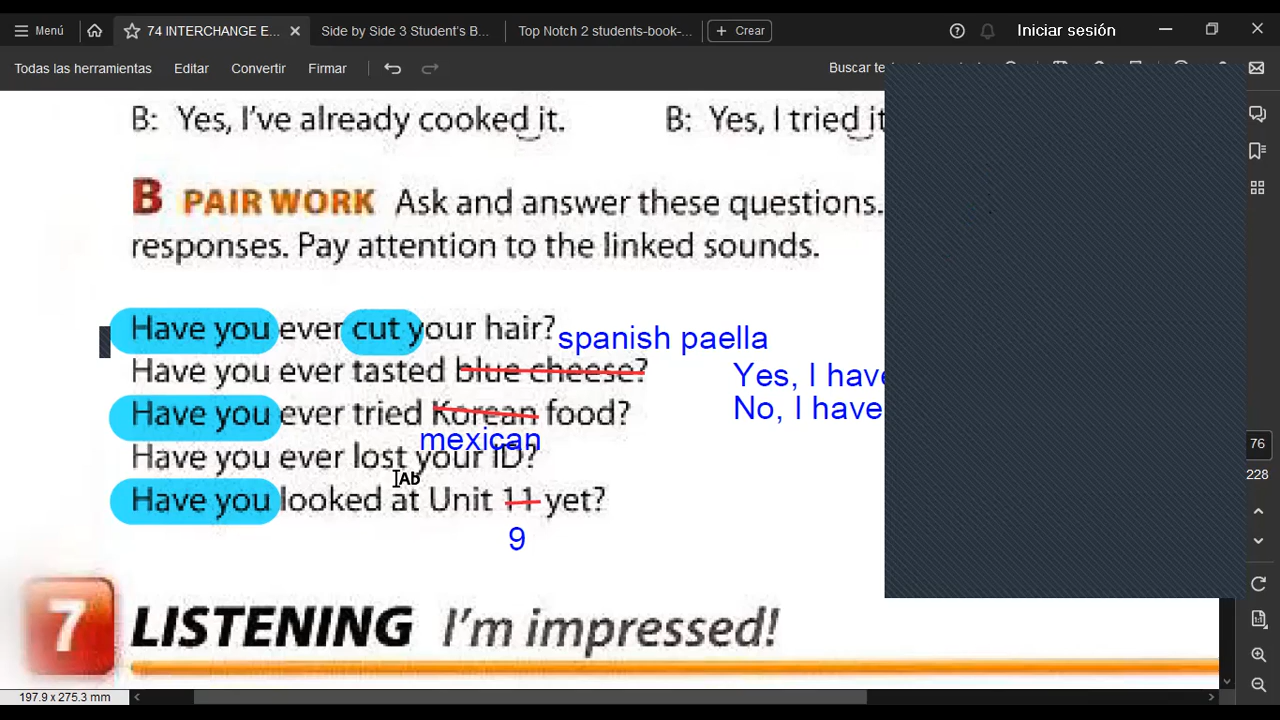 Menú
74 INTERCHANGE E...
Side by Side 3 Student's B...
Top Notch 2 students-book-...
Crear
Iniciar sesión
Todas las herramientas
Editar
Convertir
Firmar
Buscar te
B: Yes, I've already cooked it.
B: Yes, I tried it
B PAIR WORK Ask and answer these questions.
responses. Pay attention to the linked sounds.
Have you ever cut your hair?
spanish paella
Have you ever tasted blue cheese?
Yes, I have
Have you ever tried Korean food?
No, I have
mexican
Have you ever lost your ID?
Ab
Have you looked at Unit 11 yet?
9
76
228
7 LISTENING I'm impressed!
197.9 x 275.3 mm